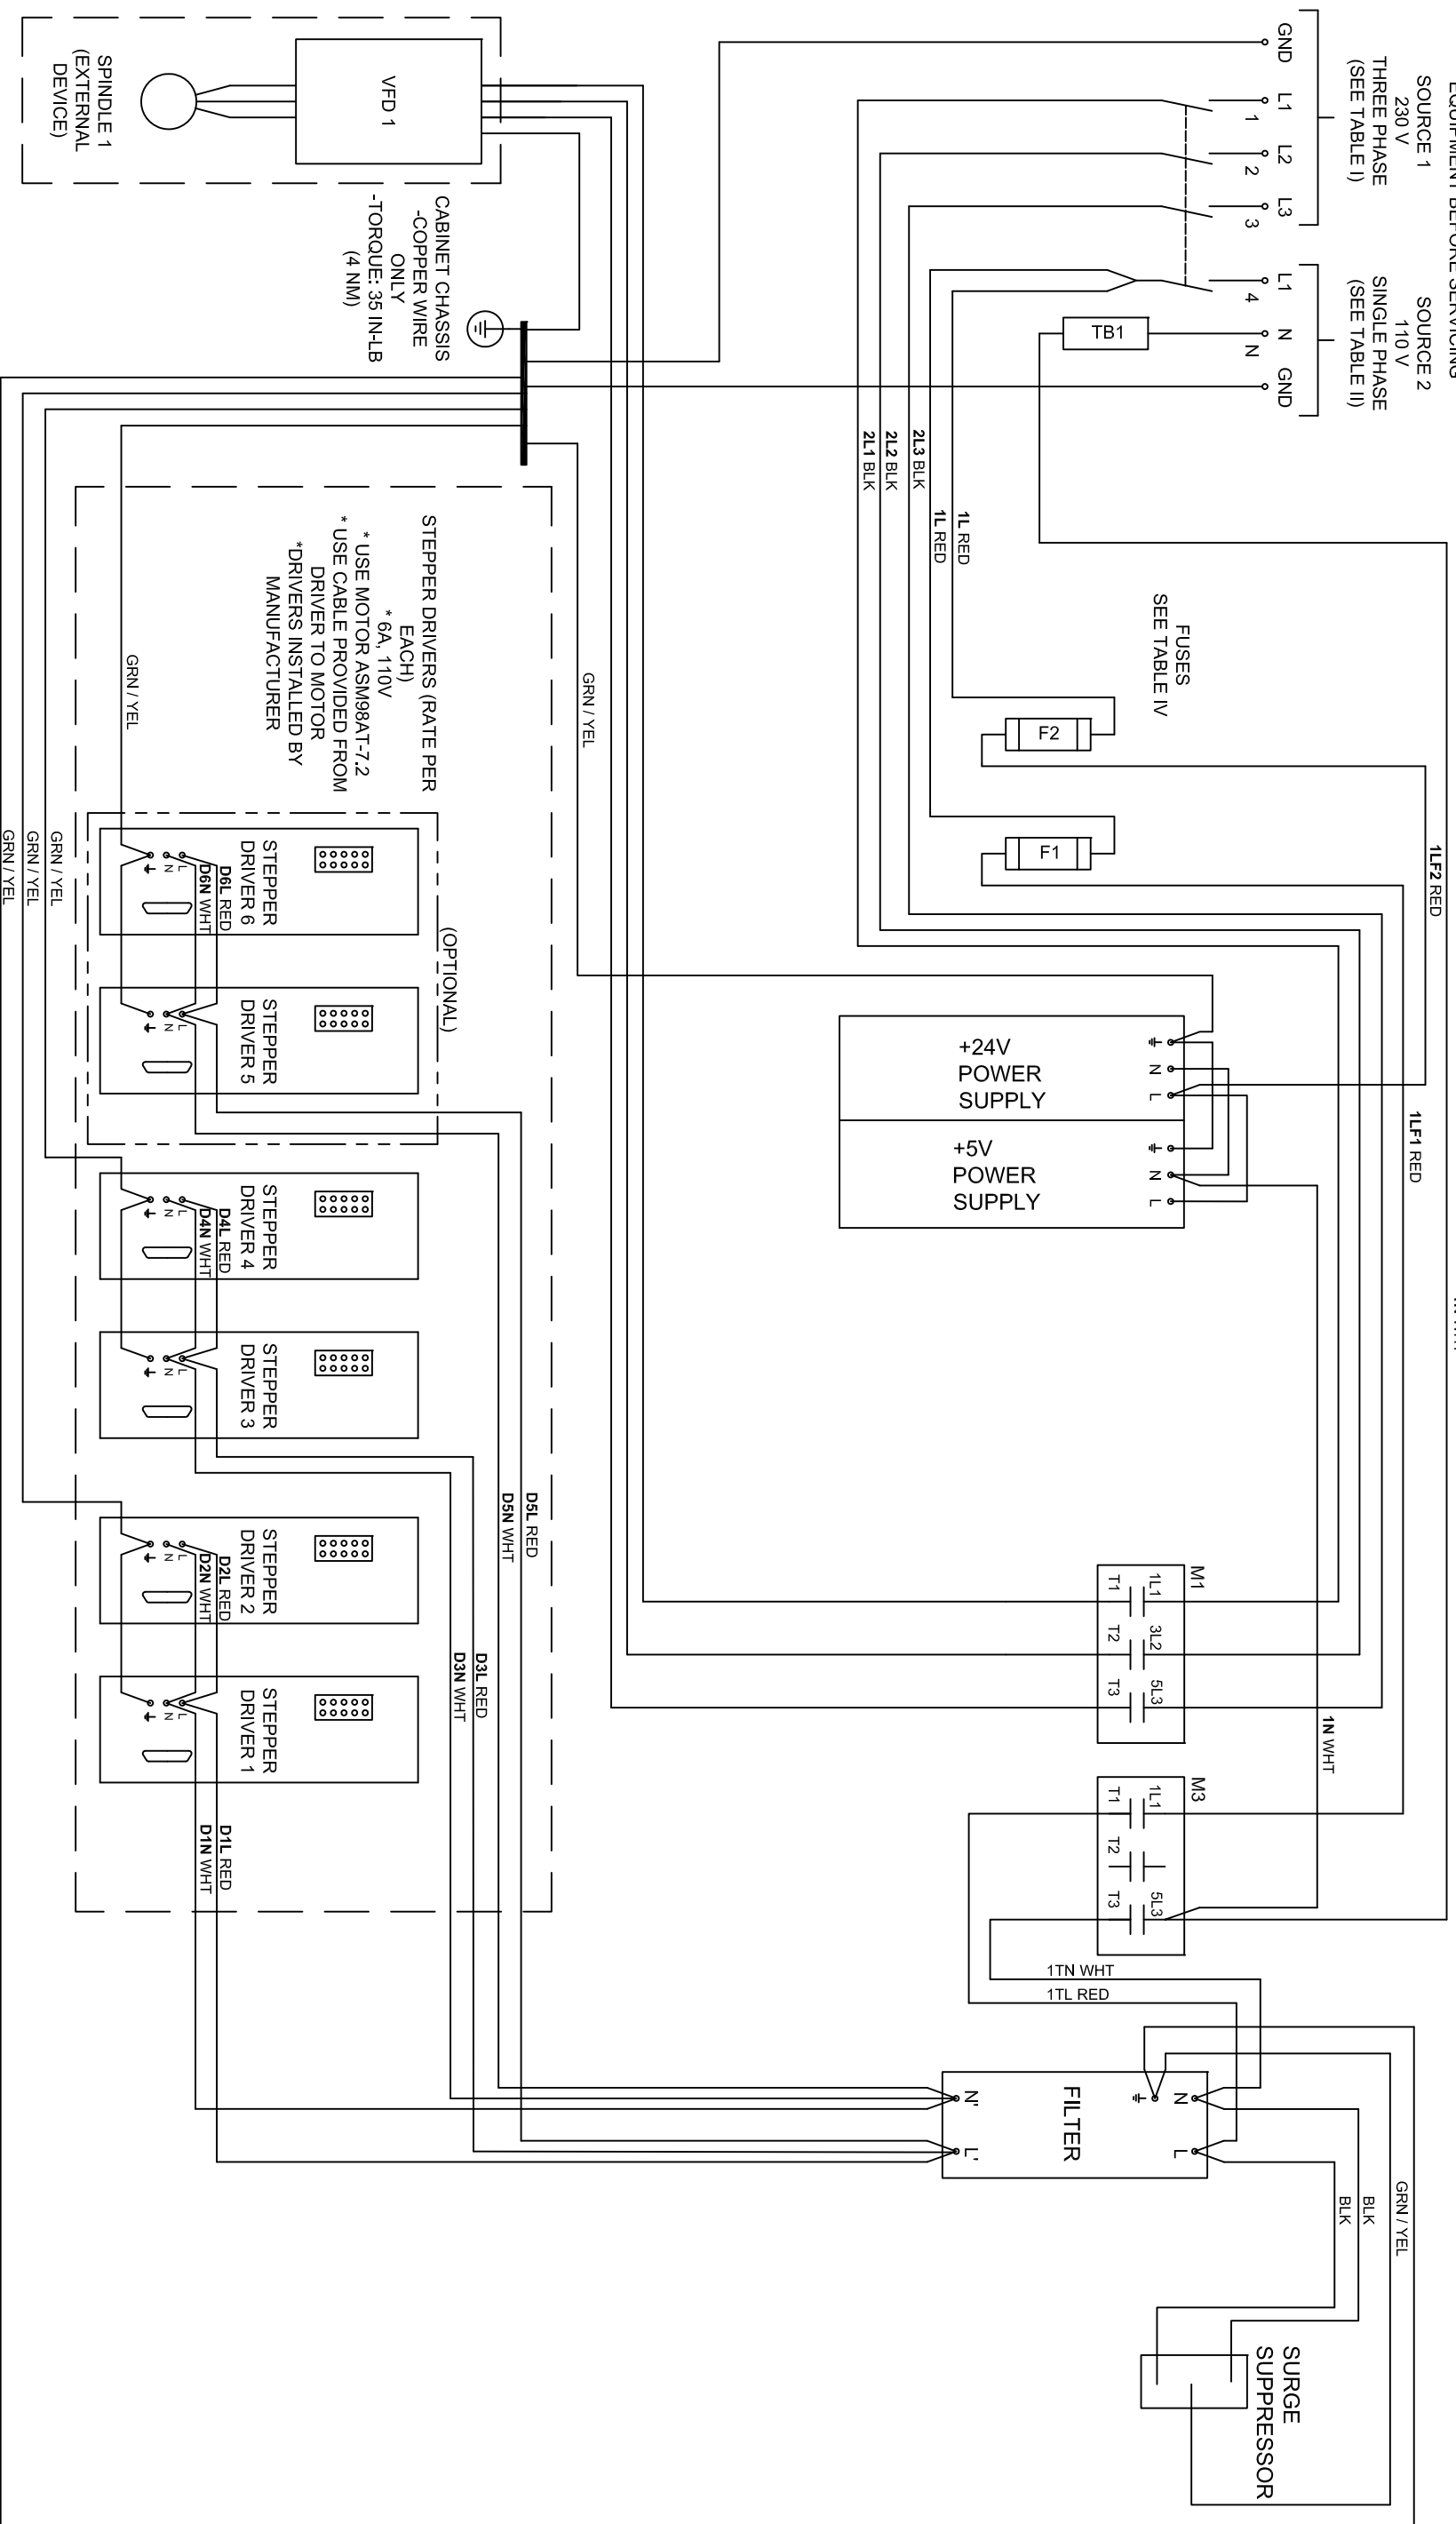 EQUIPMENT BEFORE SERVICING
SOURCE 1
230 V
THREE PHASE
(SEE TABLE I)
SOURCE 2
110 V
SINGLE PHASE
(SEE TABLE II)
GND
L1
L2
L3
L1
N
GND
1
2
3
4
N
TB1
2L1 BLK
2L2 BLK
2L3 BLK
1L RED
1L RED
FUSES
SEE TABLE IV
F2
F1
1LF2 RED
1LF1 RED
VFD 1
SPINDLE 1
(EXTERNAL
DEVICE)
CABINET CHASSIS
-COPPER WIRE
ONLY
-TORQUE: 35 IN-LB
(4 NM)
GRN / YEL
GRN / YEL
GRN / YEL
GRN / YEL
GRN / YEL
STEPPER DRIVERS (RATE PER
EACH)
* 6A, 110V
* USE MOTOR ASM98AT-7.2
* USE CABLE PROVIDED FROM
DRIVER TO MOTOR
*DRIVERS INSTALLED BY
MANUFACTURER
(OPTIONAL)
STEPPER
DRIVER 6
L
N
D6L RED
D6N WHT
STEPPER
DRIVER 5
L
N
D5L RED
D5N WHT
STEPPER
DRIVER 4
L
N
D4L RED
D4N WHT
STEPPER
DRIVER 3
L
N
D3L RED
D3N WHT
STEPPER
DRIVER 2
L
N
D2L RED
D2N WHT
STEPPER
DRIVER 1
L
N
D1L RED
D1N WHT
+24V
POWER
SUPPLY
N
L
+5V
POWER
SUPPLY
N
L
M1
1L1
3L2
5L3
T1
T2
T3
1N WHT
M3
1L1
5L3
T1
T2
T3
1TN WHT
1TL RED
FILTER
N
L
N'
L'
GRN / YEL
BLK
BLK
SURGE
SUPPRESSOR